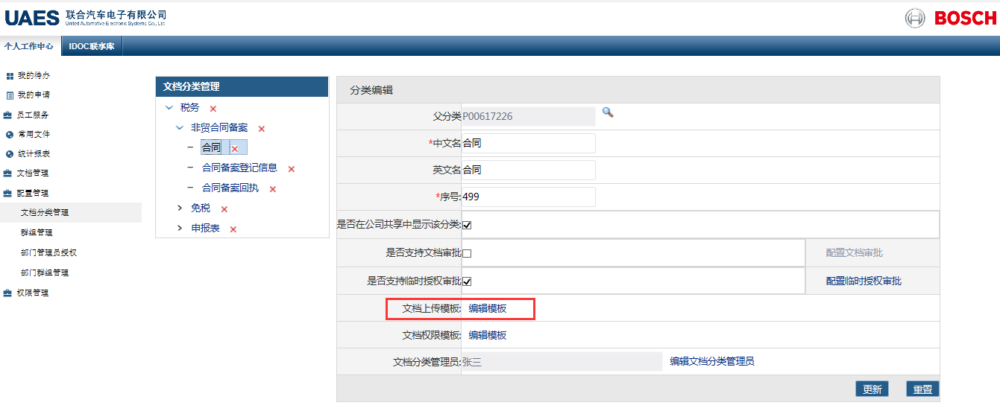 UAES 联合汽车电子有限公司
United Automotive Electronic Systems Co., Ltd.
BOSCH
个人工作中心 IDOC联享库
我的待办
我的申请
员工服务
常用文件
统计报表
文档管理
配置管理
文档分类管理
群组管理
部门管理员授权
部门群组管理
权限管理
文档分类管理
税务
非贸合同备案
合同
合同备案登记信息
合同备案回执
免税
申报表
分类编辑
父分类 P00617226
*中文名 合同
英文名 合同
*序号: 499
是否在公司共享中显示该分类:
是否支持文档审批 配置文档审批
是否支持临时授权审批 配置临时授权审批
文档上传模板: 编辑模板
文档权限模板: 编辑模板
文档分类管理员: 张三 编辑文档分类管理员
更新 重置